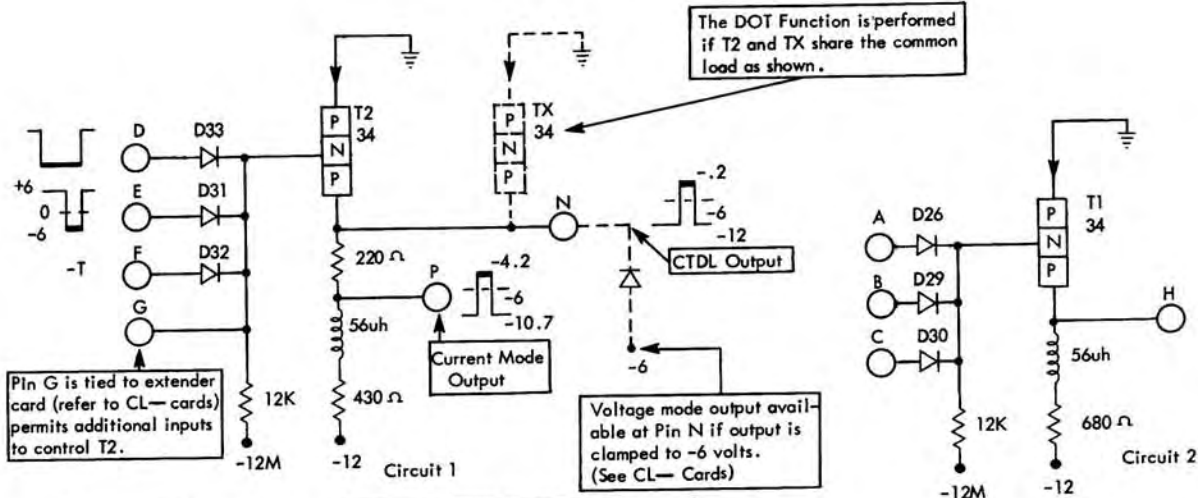 The DOT Function is performed
if T2 and TX share the common
load as shown.
T2
34
P
N
P
TX
34
P
N
P
D
D33
+6
0
-6
E
D31
-T
F
D32
G
N
-.2
-6
-12
CTDL Output
220 Ω
P
-4.2
-6
-10.7
56uh
Current Mode
Output
430 Ω
-12
12K
-12M
Pin G is tied to extender
card (refer to CL— cards)
permits additional inputs
to control T2.
Circuit 1
-6
Voltage mode output avail-
able at Pin N if output is
clamped to -6 volts.
(See CL— Cards)
A
D26
B
D29
C
D30
P
N
P
T1
34
H
56uh
12K
680 Ω
-12M
-12
Circuit 2